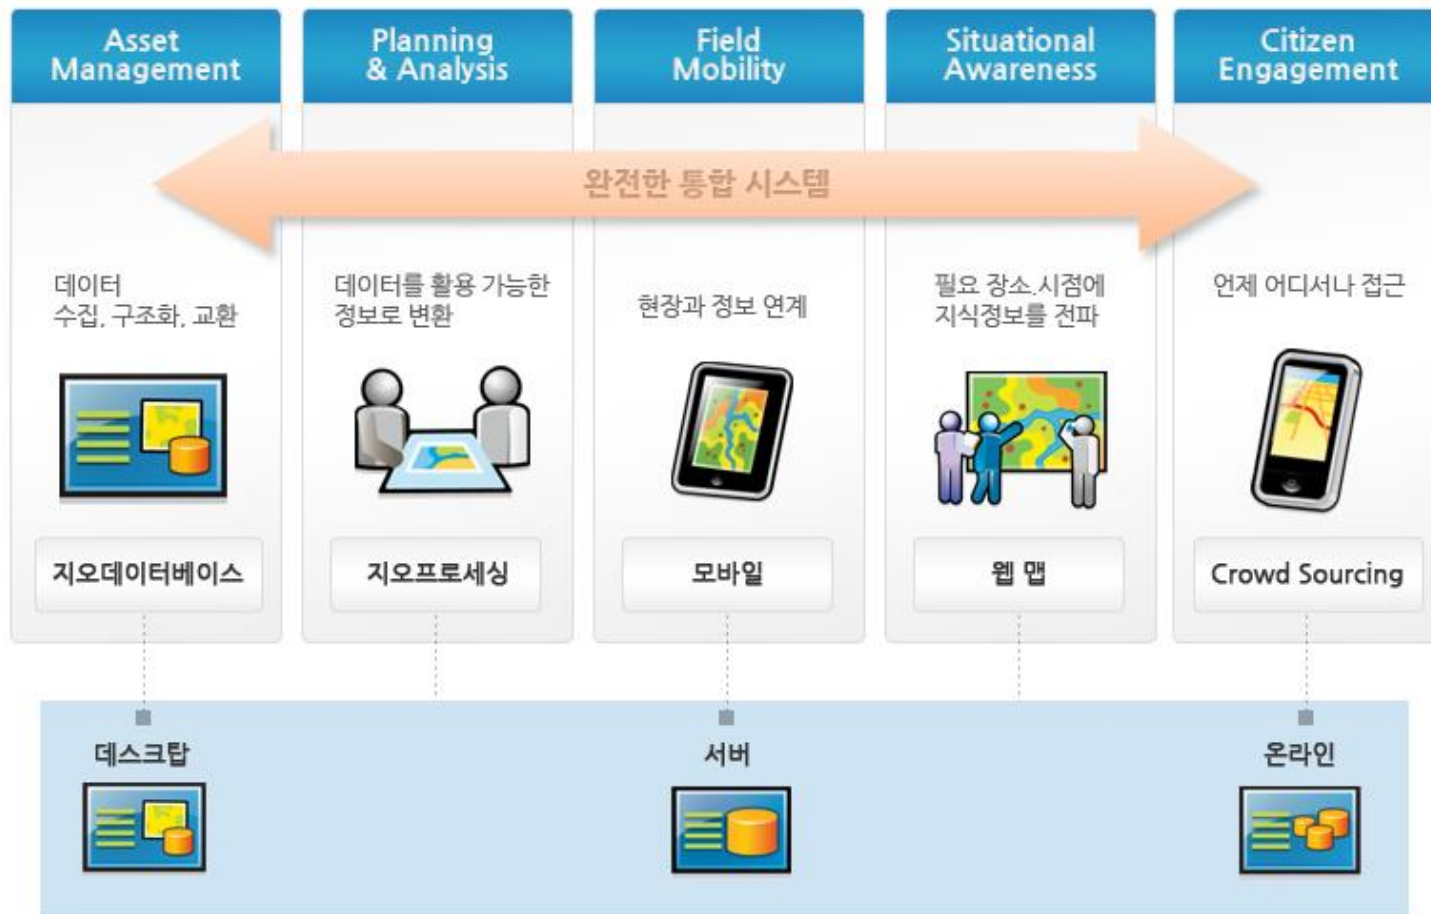 Asset
Management
Planning
& Analysis
Field
Mobility
Situational
Awareness
Citizen
Engagement
완전한 통합 시스템
데이터
수집, 구조화, 교환
데이터를 활용 가능한
정보로 변환
현장과 정보 연계
필요 장소.시점에
지식정보를 전파
언제 어디서나 접근
지오데이터베이스
지오프로세싱
모바일
웹 맵
Crowd Sourcing
데스크탑
서버
온라인